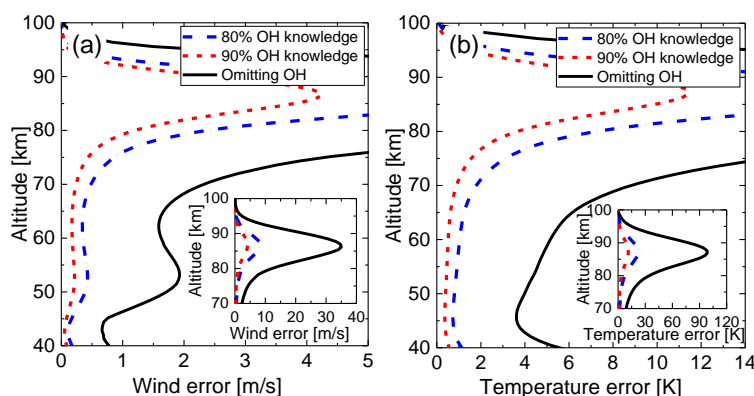 (a)
80% OH knowledge
90% OH knowledge
Omitting OH
Altitude [km]
100
90
80
70
60
50
40
0
1
2
3
4
5
Wind error [m/s]
Altitude [km]
100
90
80
70
0
10
20
30
40
Wind error [m/s]
(b)
80% OH knowledge
90% OH knowledge
Omitting OH
Altitude [km]
100
90
80
70
60
50
40
0
2
4
6
8
10
12
14
Temperature error [K]
Altitude [km]
100
90
80
70
0
30
60
90
120
Temperature error [K]